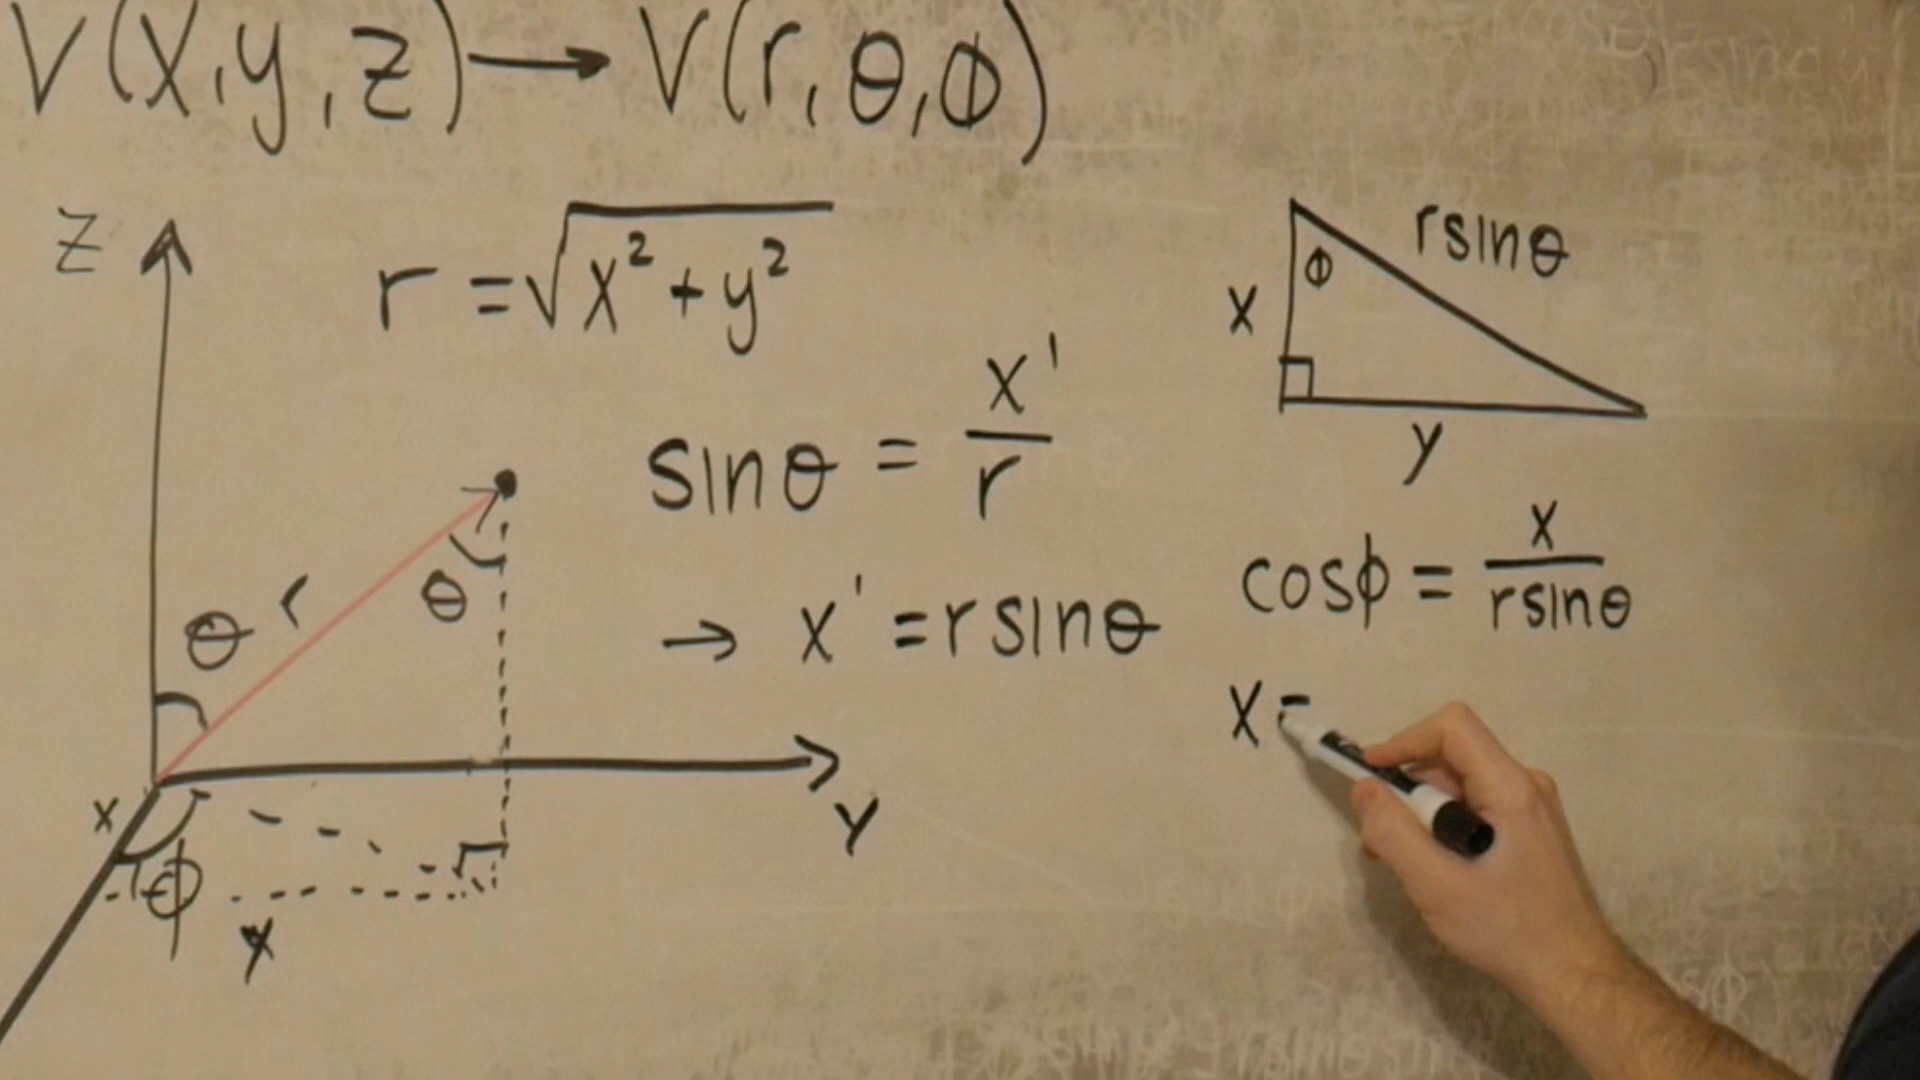 V(x,y,z) → V(r,θ,φ)
z
r = √x² + y²
sinθ = x'/r
→ x' = rsinθ
θ r
θ
x
y
φ
x
rsinθ
φ
x
y
cosφ = x/rsinθ
x =